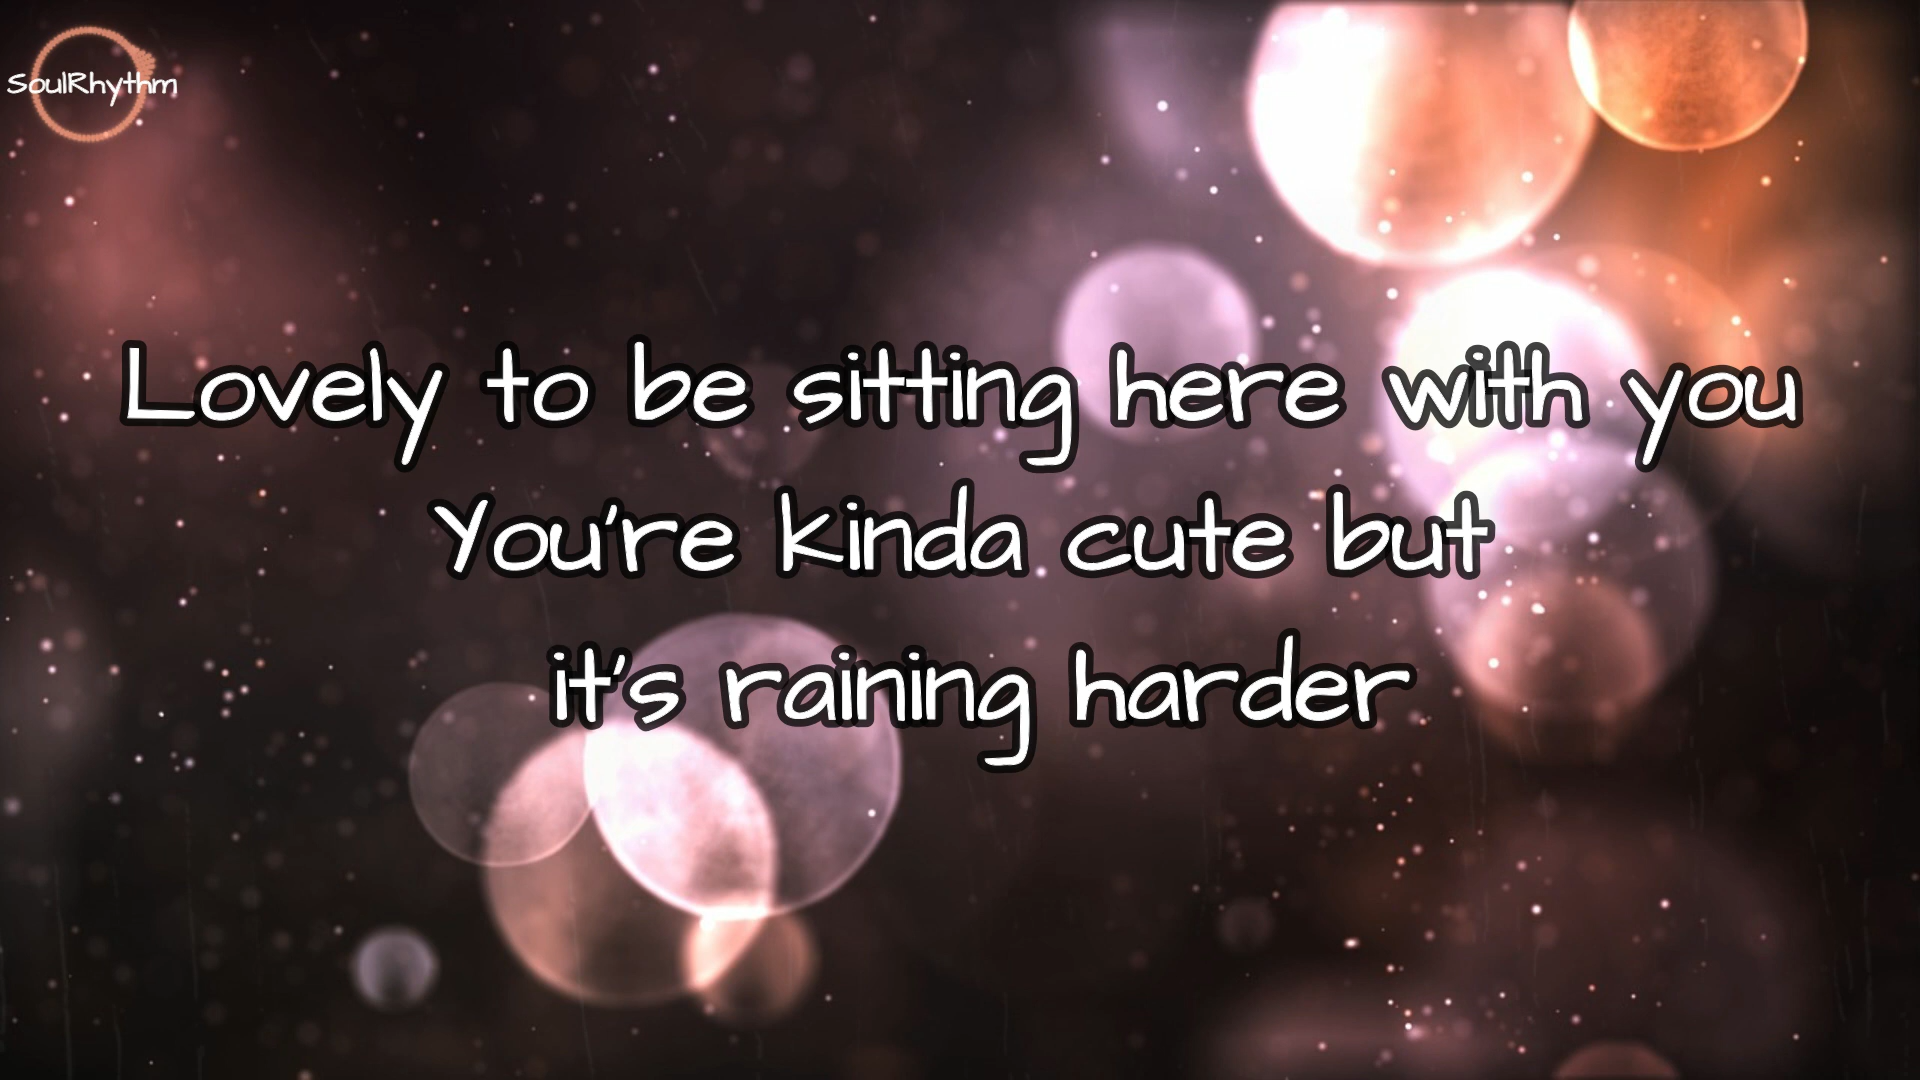 SoulRhythm
Lovely to be sitting here with you
You're kinda cute but
it's raining harder